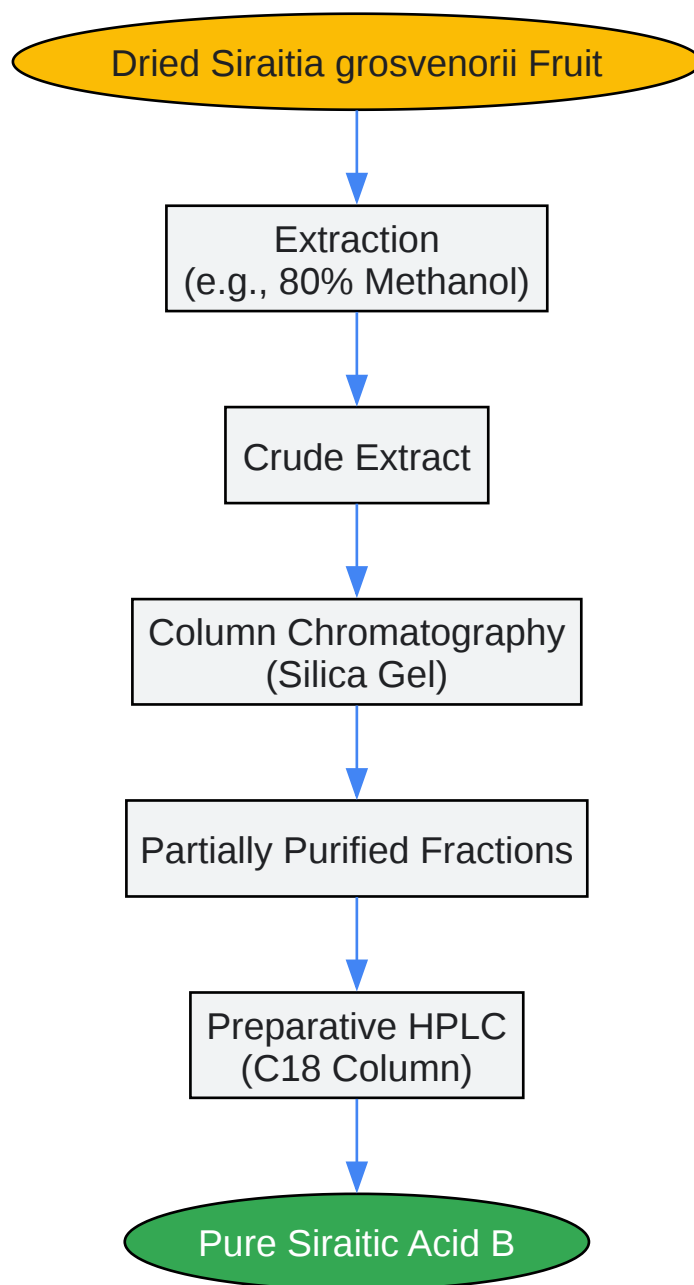 Dried Siraitia grosvenorii Fruit
Extraction
(e.g., 80% Methanol)
Crude Extract
Column Chromatography
(Silica Gel)
Partially Purified Fractions
Preparative HPLC
(C18 Column)
Pure Siraitic Acid B